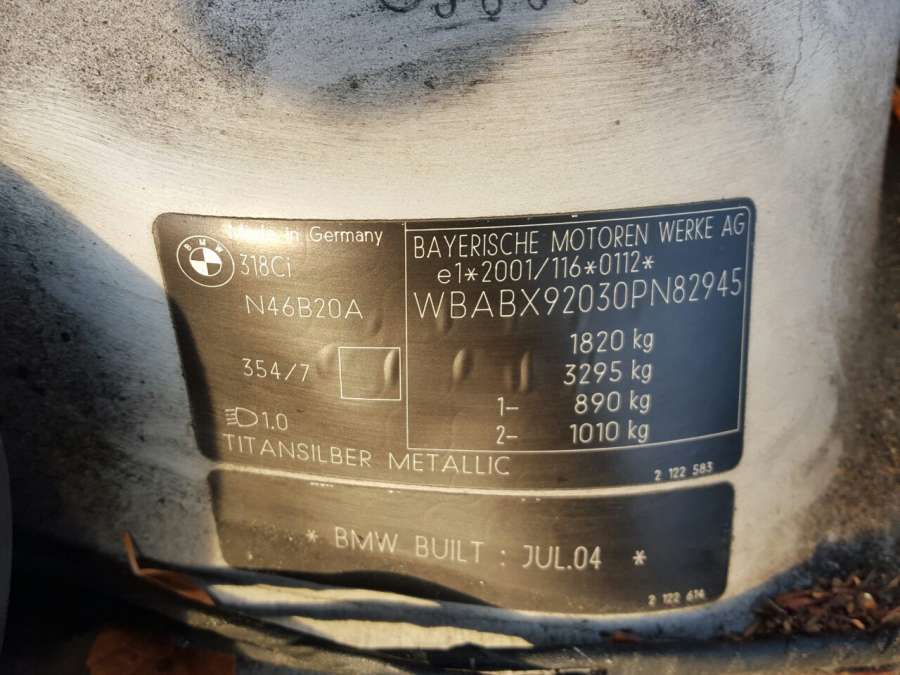 Made in Germany
BMW
318Ci
N46B20A
354/7
1.0
TITANSILBER METALLIC
BAYERISCHE MOTOREN WERKE AG
e1*2001/116*0112*
WBABX92030PN82945
1820 kg
3295 kg
1- 890 kg
2- 1010 kg
2 122 583
* BMW BUILT : JUL.04 *
2 122 614